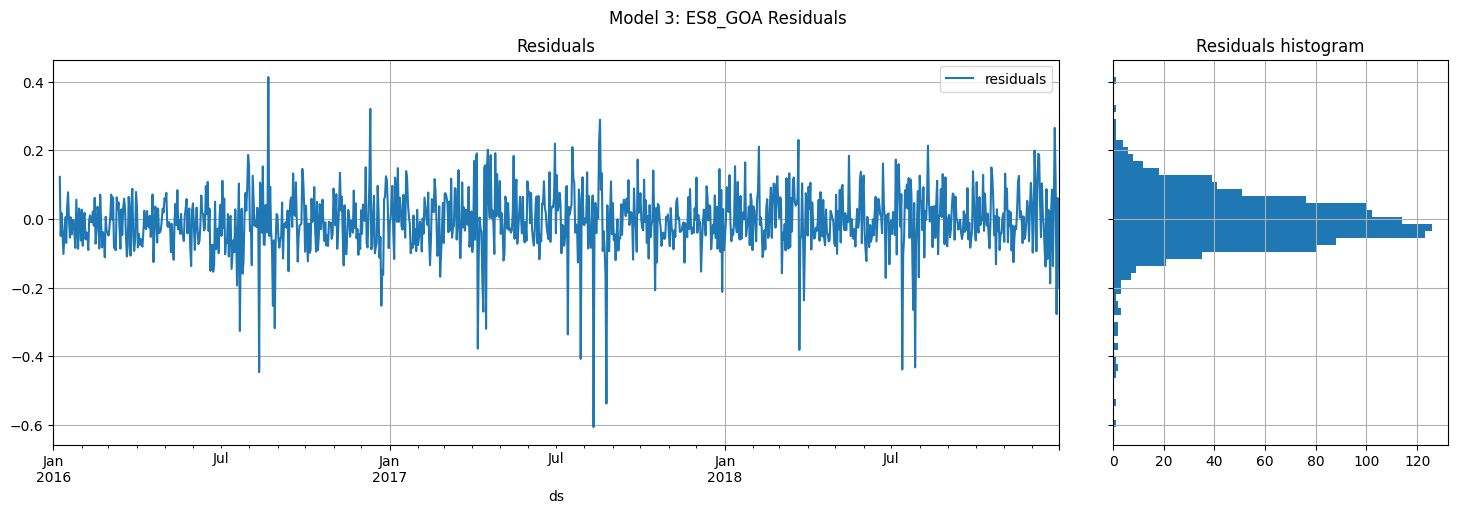 Model 3: ES8_GOA Residuals
Residuals
Residuals histogram
residuals
0.4
0.2
0.0
−0.2
−0.4
−0.6
Jan
2016
Jul
Jan
2017
Jul
Jan
2018
Jul
ds
0 20 40 60 80 100 120